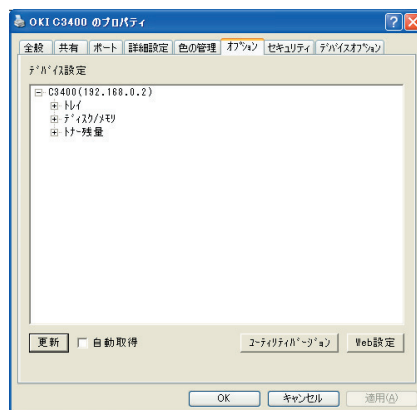 OKI C3400 のプロパティ
全般 共有 ポート 詳細設定 色の管理 ｵﾌﾟｼｮﾝ セキュリティ ﾃﾞﾊﾞｲｽｵﾌﾟｼｮﾝ
ﾃﾞﾊﾞｲｽ設定
C3400(192.168.0.2)
ﾄﾚｲ
ﾃﾞｨｽｸ/ﾒﾓﾘ
ﾄﾅｰ残量
更新 自動取得 ﾕｰﾃｨﾘﾃｨﾊﾞｰｼﾞｮﾝ Web設定
OK キャンセル 適用(A)